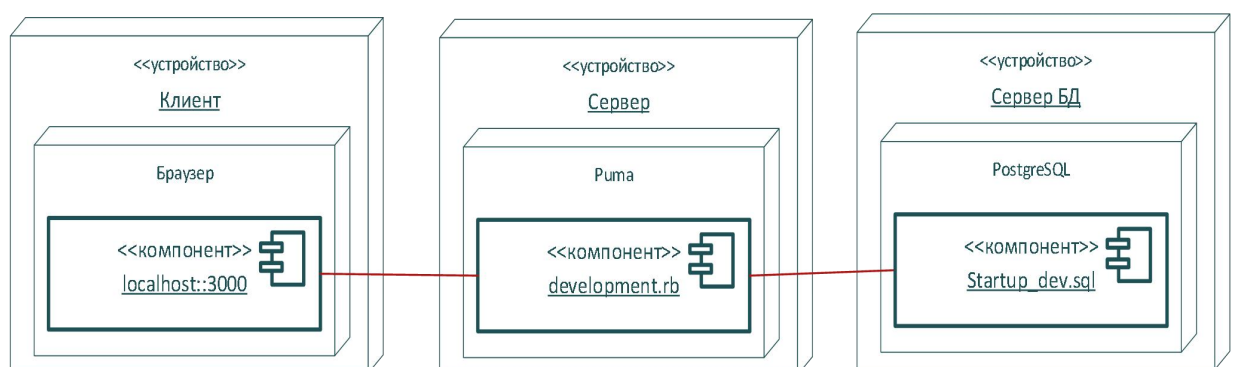 <<устройство>>
Клиент
Браузер
<<компонент>>
localhost::3000
<<устройство>>
Сервер
Puma
<<компонент>>
development.rb
<<устройство>>
Сервер БД
PostgreSQL
<<компонент>>
Startup_dev.sql